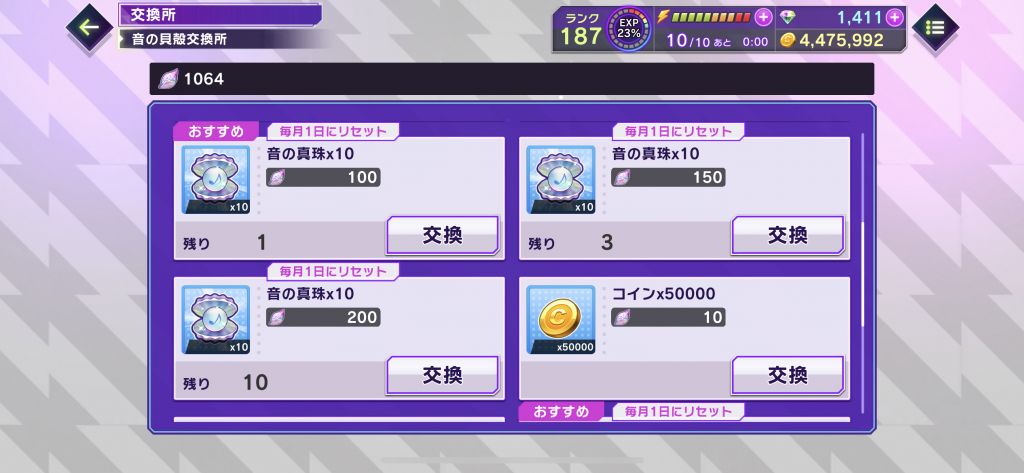 交換所
音の貝殻交換所
ランク
187
EXP
23%
10/10 あと 0:00
1,411
4,475,992
1064
おすすめ
毎月1日にリセット
音の真珠x10
100
x10
残り 1
交換
毎月1日にリセット
音の真珠x10
150
x10
残り 3
交換
毎月1日にリセット
音の真珠x10
200
x10
残り 10
交換
コインx50000
10
C
x50000
交換
おすすめ
毎月1日にリセット